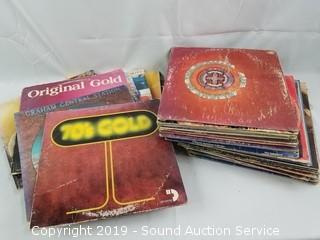 Original Gold
GRAHAM CENTRAL STATION
70's GOLD
Copyright 2019 - Sound Auction Service